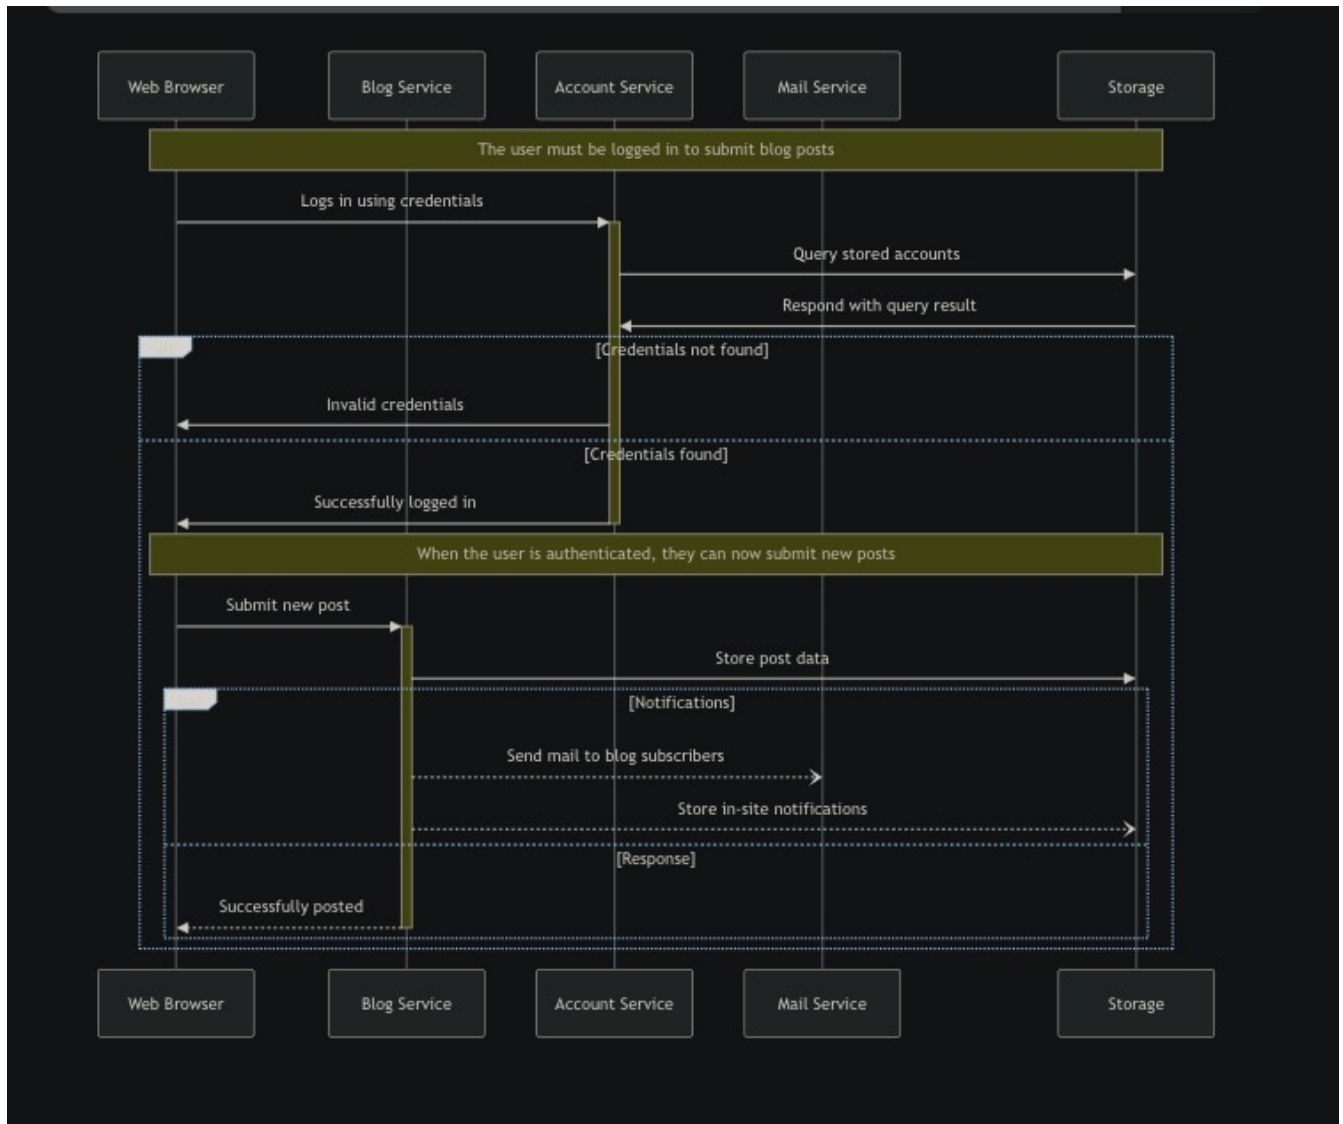 Web Browser
Blog Service
Account Service
Mail Service
Storage
The user must be logged in to submit blog posts
Logs in using credentials
Query stored accounts
Respond with query result
[Credentials not found]
Invalid credentials
[Credentials found]
Successfully logged in
When the user is authenticated, they can now submit new posts
Submit new post
Store post data
[Notifications]
Send mail to blog subscribers
Store in-site notifications
[Response]
Successfully posted
Web Browser
Blog Service
Account Service
Mail Service
Storage